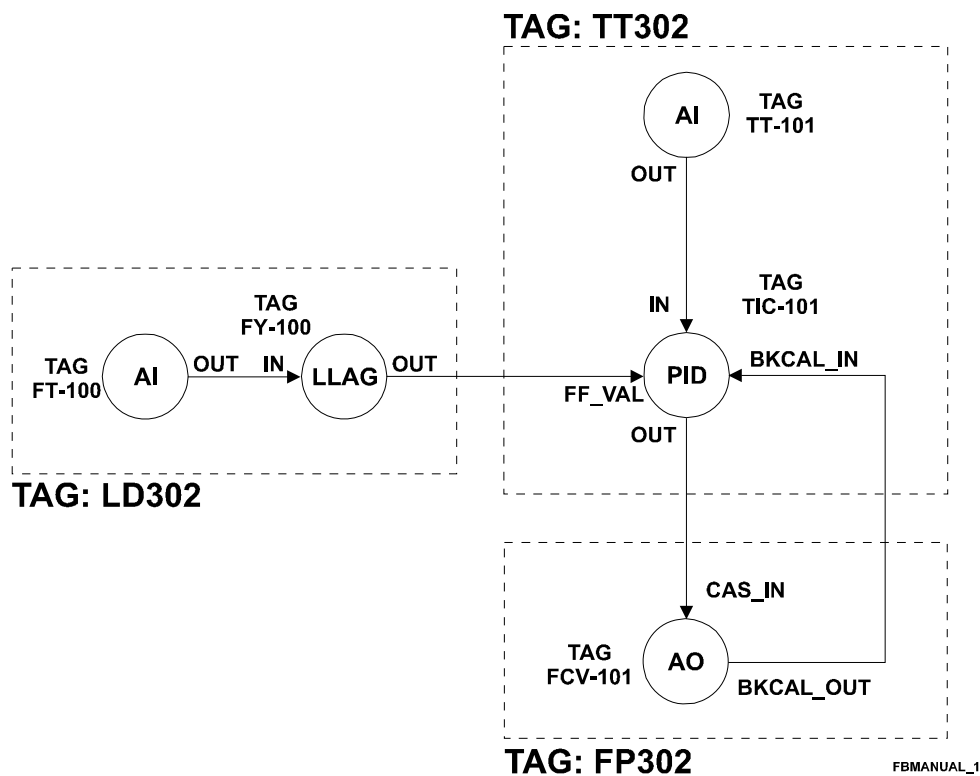 TAG: TT302
AI
TAG
TT-101
OUT
TAG
TIC-101
IN
TAG
FY-100
TAG
FT-100
AI
OUT
IN
LLAG
OUT
FF_VAL
PID
BKCAL_IN
OUT
TAG: LD302
CAS_IN
TAG
FCV-101
AO
BKCAL_OUT
TAG: FP302
FBMANUAL_1